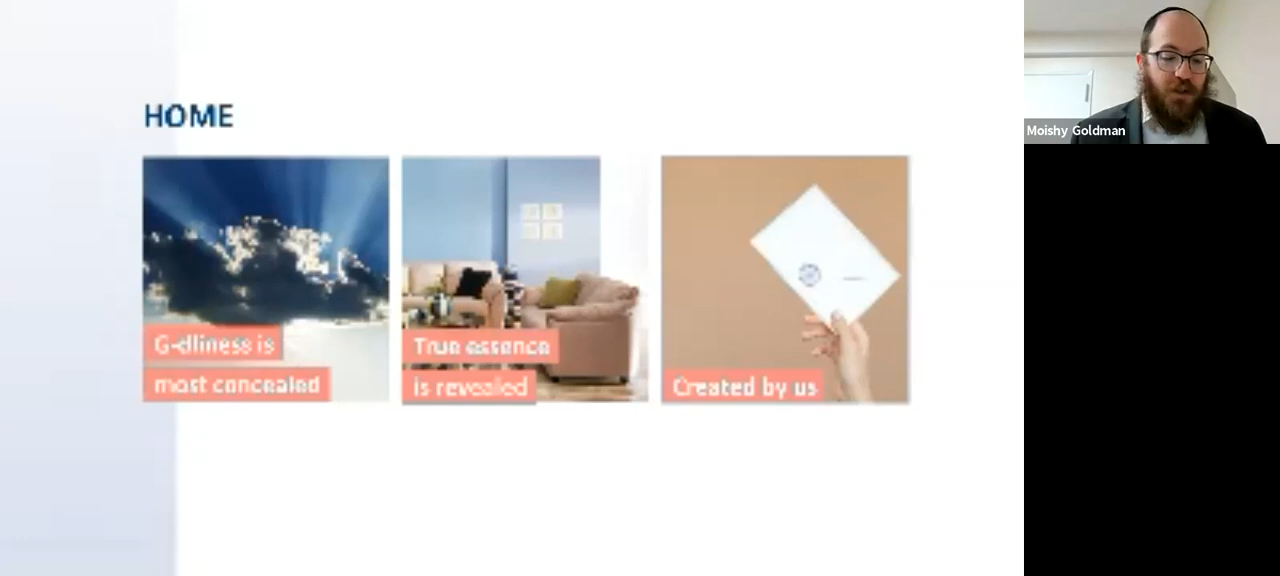 HOME
G-dliness is
most concealed
True essence
is revealed
Created by us
Moishy Goldman